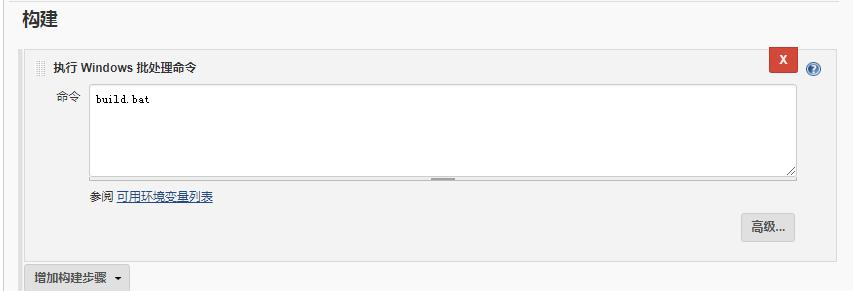 构建
执行 Windows 批处理命令
X
命令
build.bat
参阅 可用环境变量列表
高级...
增加构建步骤